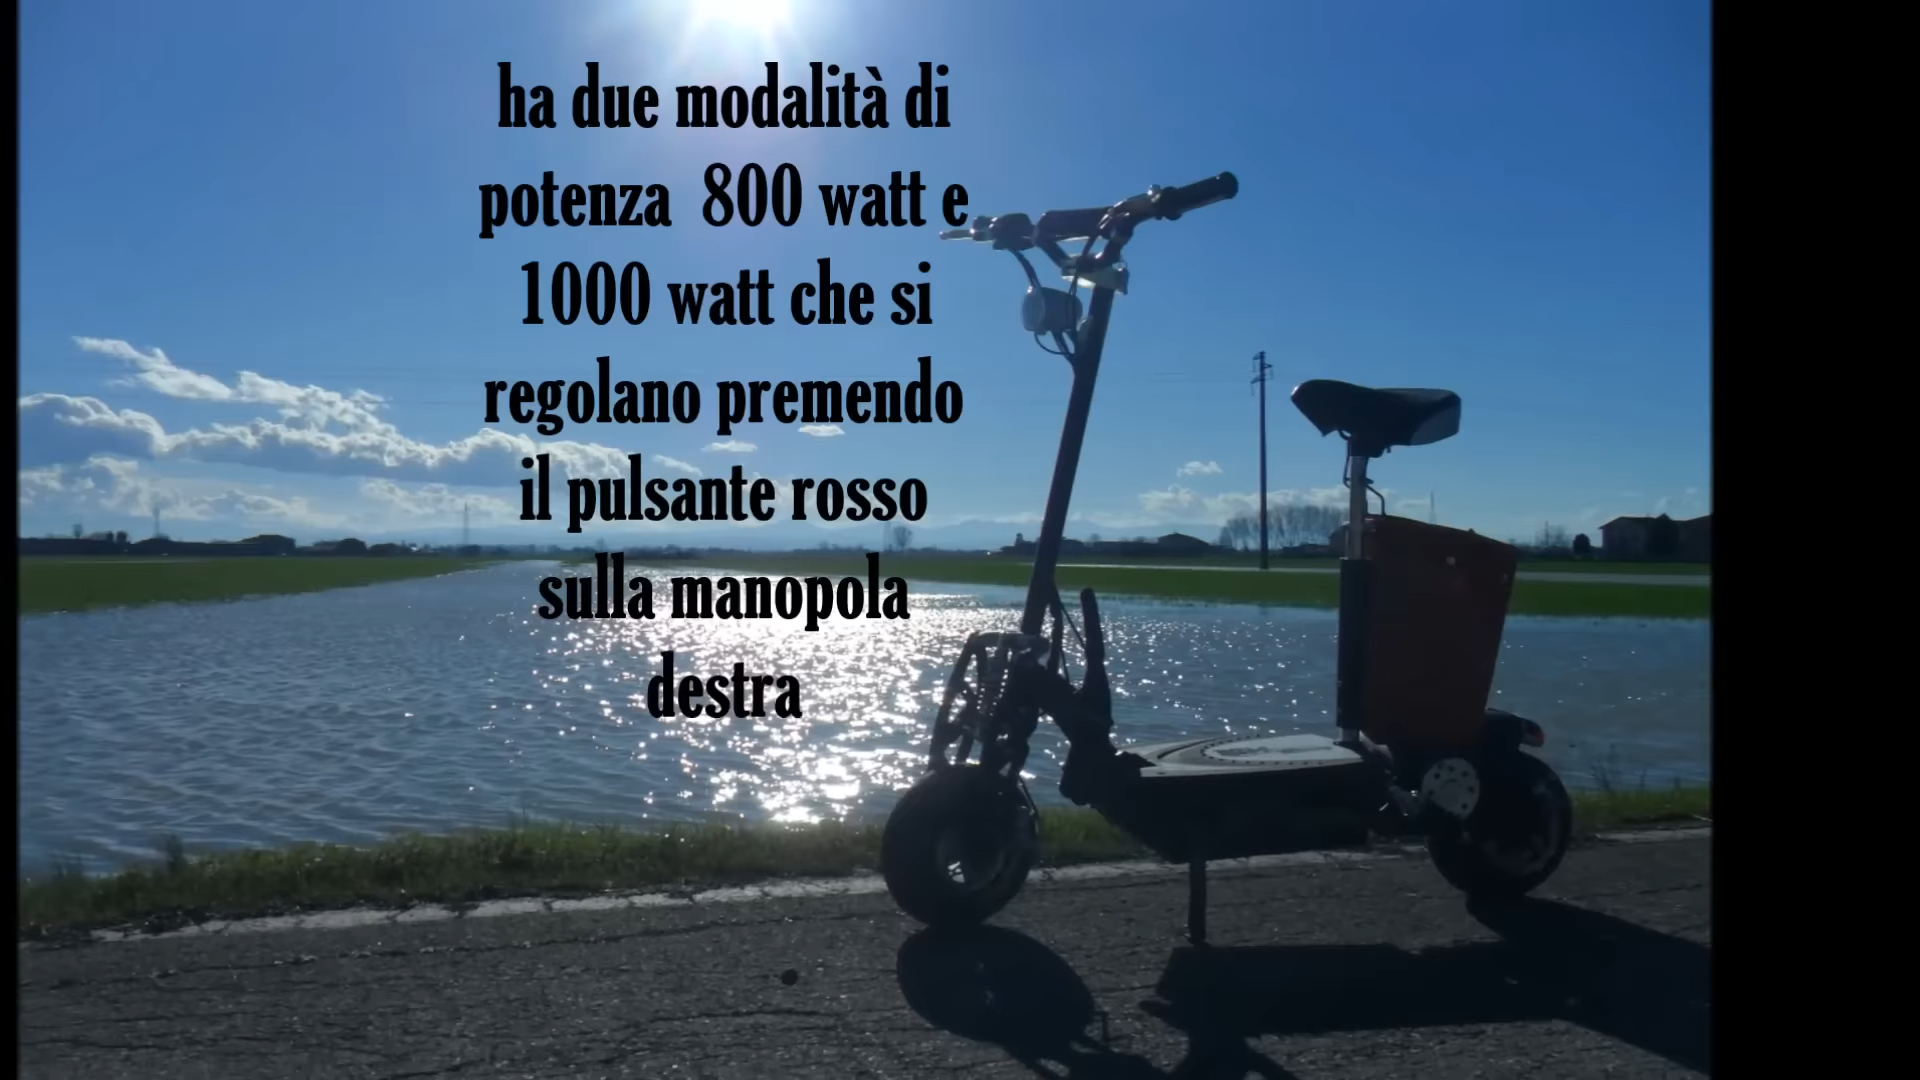 ha due modalità di
potenza  800 watt e
1000 watt che si
regolano premendo
il pulsante rosso
sulla manopola
destra